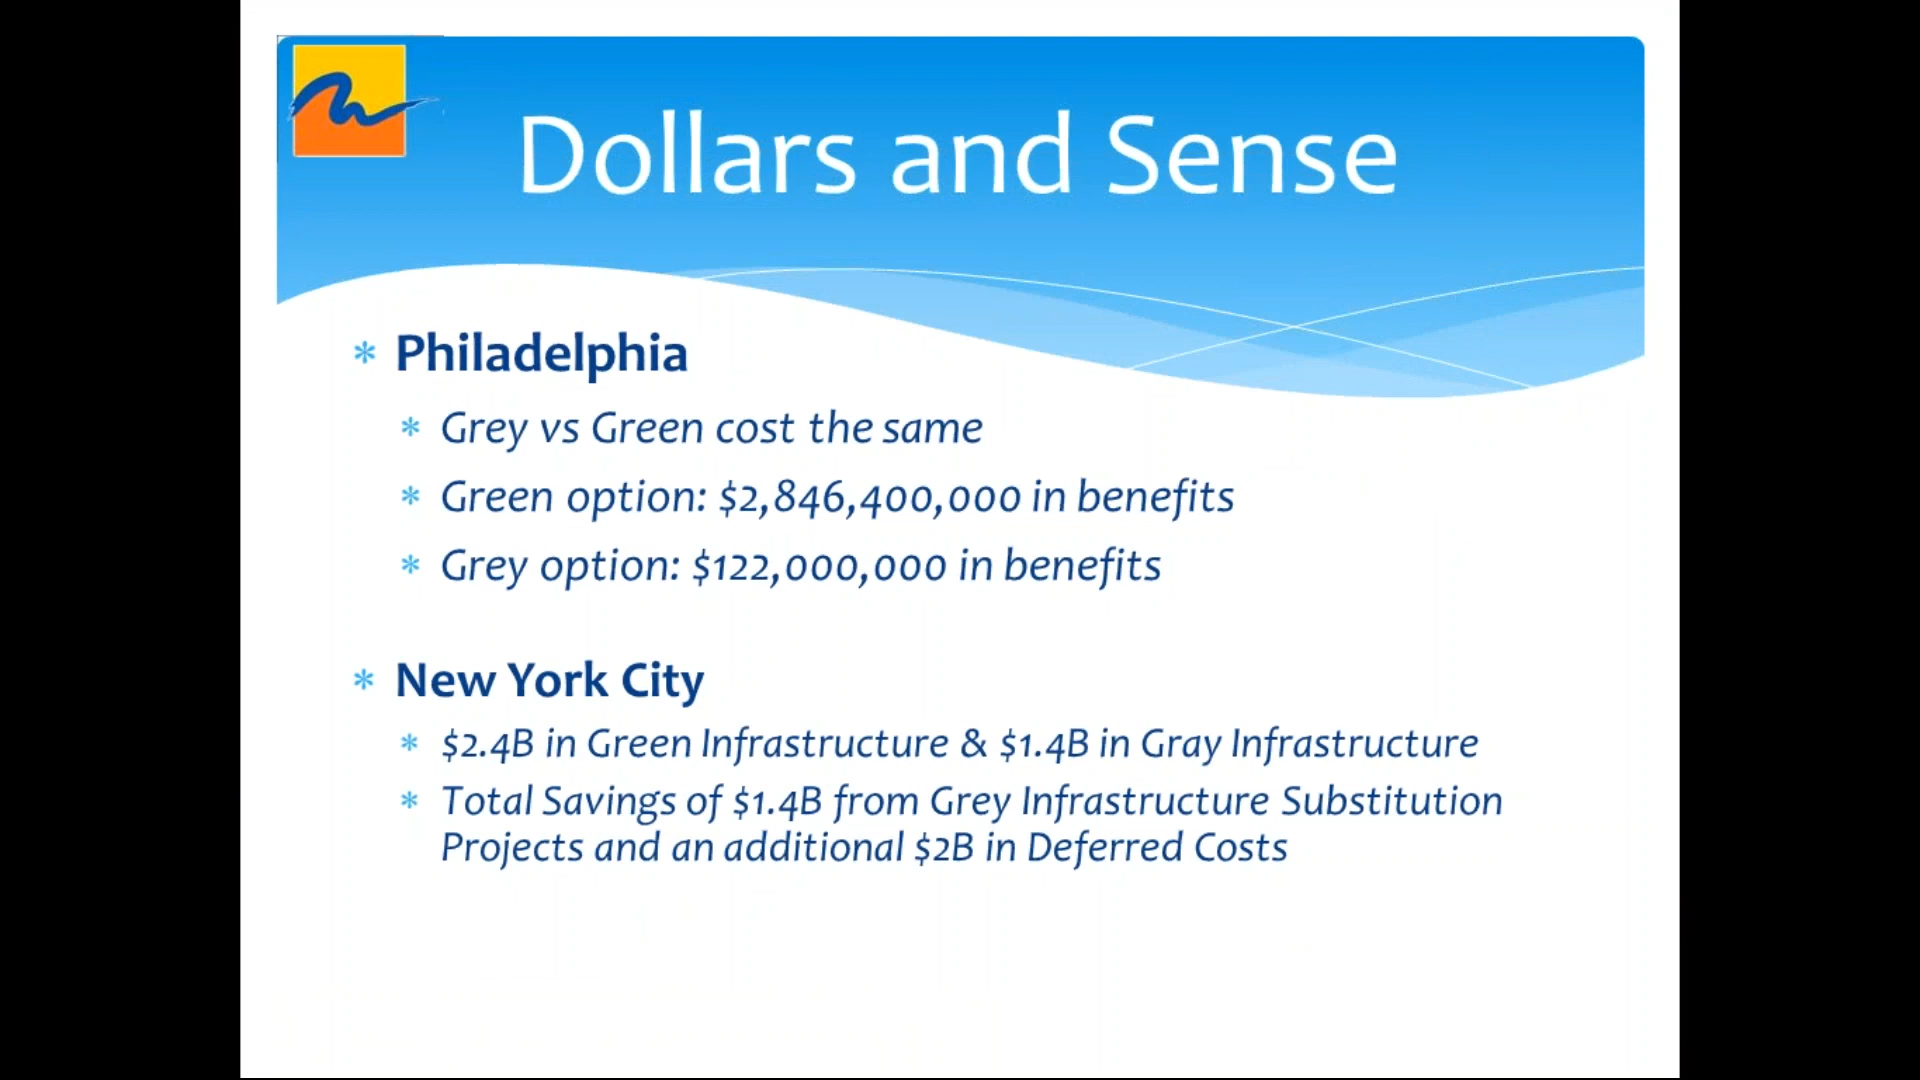 Dollars and Sense
* Philadelphia
* Grey vs Green cost the same
* Green option: $2,846,400,000 in benefits
* Grey option: $122,000,000 in benefits
* New York City
* $2.4B in Green Infrastructure & $1.4B in Gray Infrastructure
* Total Savings of $1.4B from Grey Infrastructure Substitution
Projects and an additional $2B in Deferred Costs